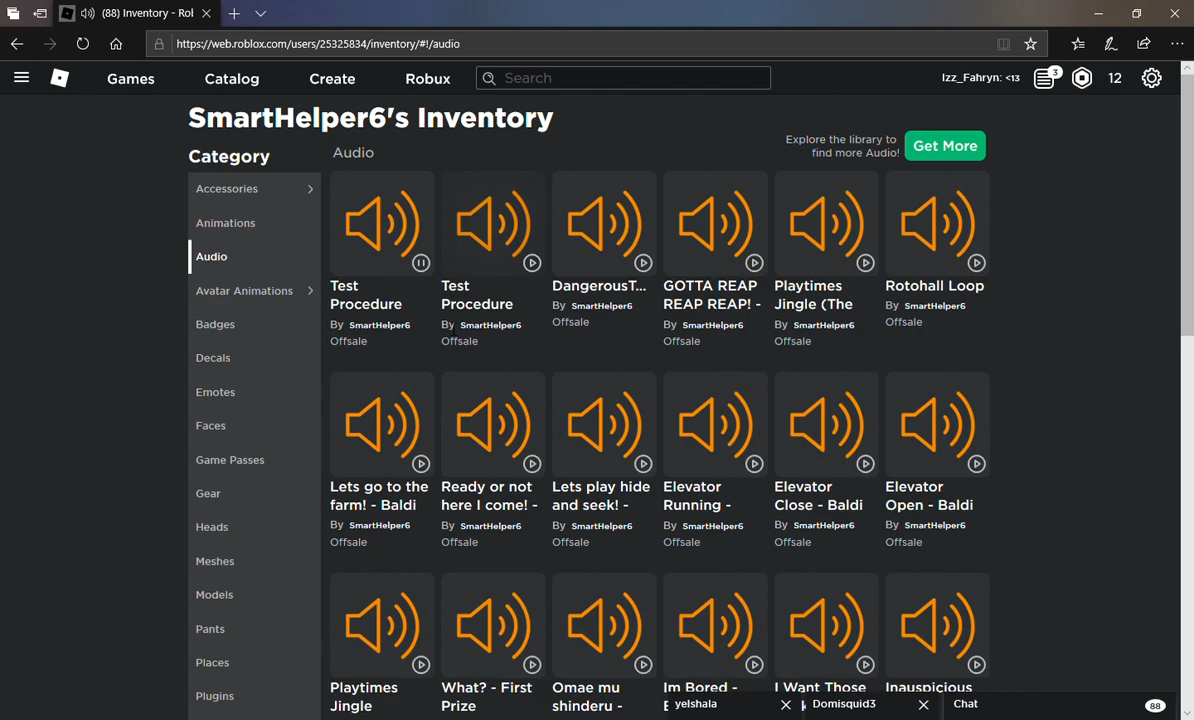 (88) Inventory - Rol
https://web.roblox.com/users/25325834/inventory/#!/audio
Games Catalog Create Robux Search Izz_Fahryn: <13 3 12
SmartHelper6's Inventory
Explore the library to
find more Audio!
Get More
Category
Audio
Accessories
Animations
Audio
Avatar Animations
Badges
Decals
Emotes
Faces
Game Passes
Gear
Heads
Meshes
Models
Pants
Places
Plugins
Test
Procedure
By SmartHelper6
Offsale
Test
Procedure
By SmartHelper6
Offsale
DangerousT...
By SmartHelper6
Offsale
GOTTA REAP
REAP REAP! -
By SmartHelper6
Offsale
Playtimes
Jingle (The
By SmartHelper6
Offsale
Rotohall Loop
By SmartHelper6
Offsale
Lets go to the
farm! - Baldi
By SmartHelper6
Offsale
Ready or not
here I come! -
By SmartHelper6
Offsale
Lets play hide
and seek! -
By SmartHelper6
Offsale
Elevator
Running -
By SmartHelper6
Offsale
Elevator
Close - Baldi
By SmartHelper6
Offsale
Elevator
Open - Baldi
By SmartHelper6
Offsale
Playtimes
Jingle
What? - First
Prize
Omae mu
shinderu -
Im Bored -
I Want Those
Inauspicious
yelshala
Domisquid3
Chat
88